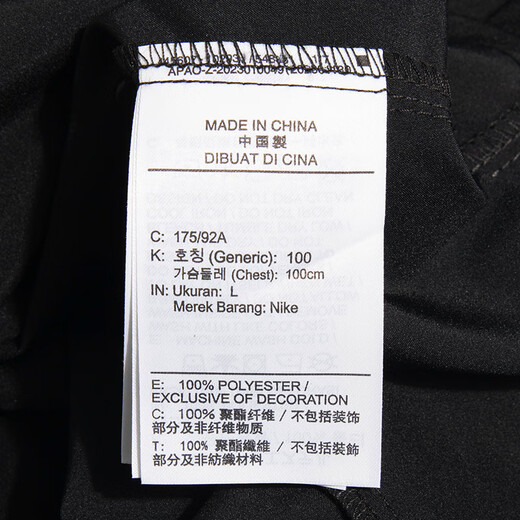 MADE IN CHINA
中国製
DIBUAT DI CINA
C: 175/92A
K: 호칭 (Generic): 100
가슴둘레 (Chest): 100cm
IN: Ukuran: L
Merek Barang: Nike
E: 100% POLYESTER /
EXCLUSIVE OF DECORATION
C: 100% 聚酯纤维 / 不包括装饰
部分及非纤维物质
T: 100% 聚酯纖維 / 不包括裝飾
部分及非紡織材料